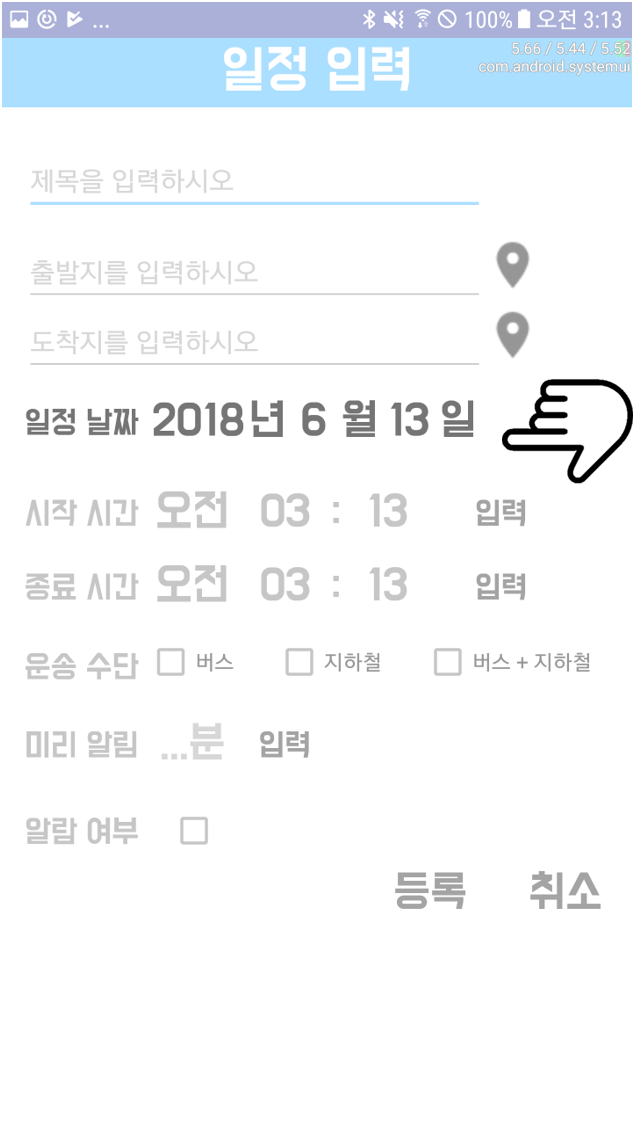 ... 100% 오전 3:13
5.66 / 5.44 / 5.52
com.android.systemui
일정 입력
제목을 입력하시오
출발지를 입력하시오
도착지를 입력하시오
일정 날짜 2018년 6 월 13 일
시작 시간 오전 03 : 13 입력
종료 시간 오전 03 : 13 입력
운송 수단 버스 지하철 버스 + 지하철
미리 알림 ...분 입력
알람 여부
등록 취소